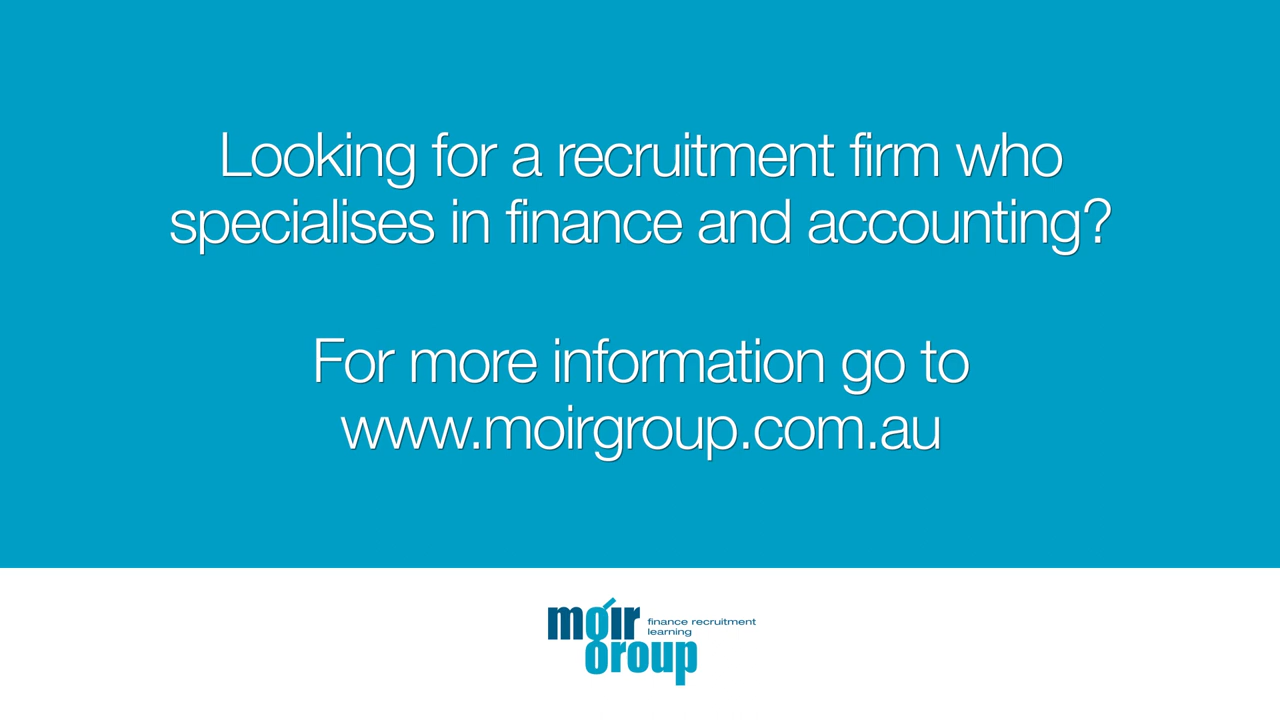 Looking for a recruitment firm who
specialises in finance and accounting?
For more information go to
www.moirgroup.com.au
moir
finance recruitment
learning
group